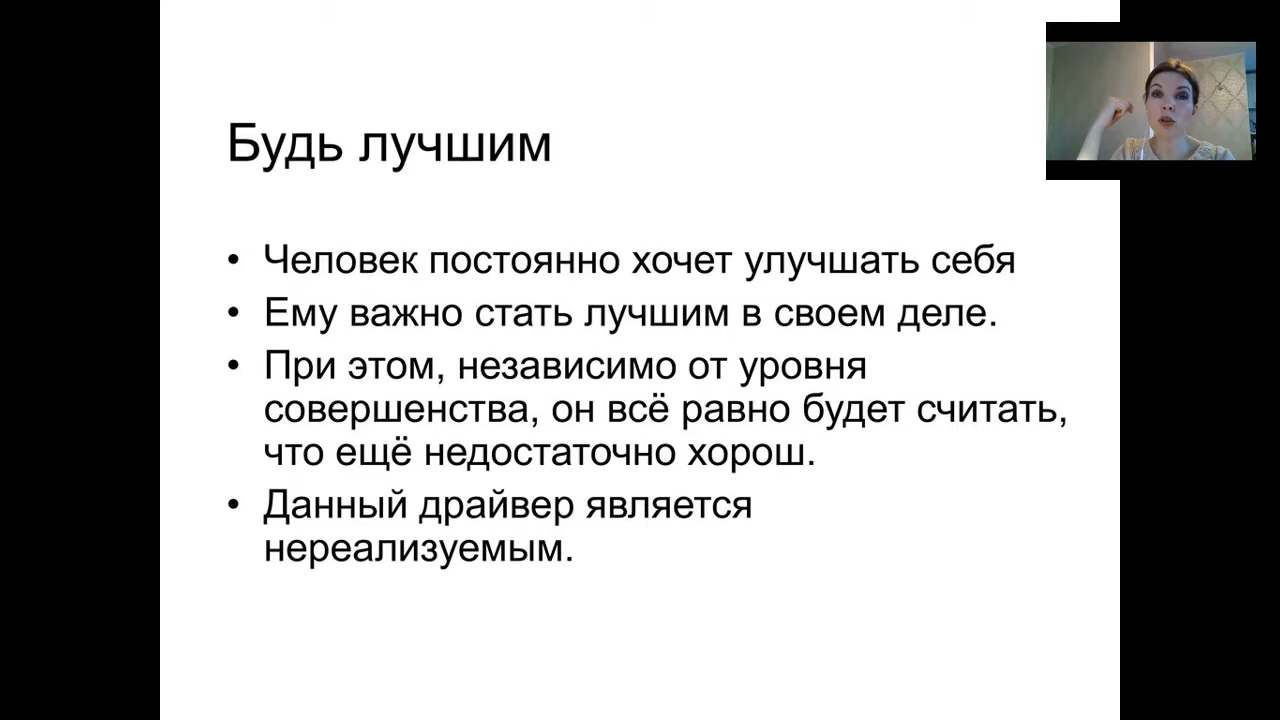 Будь лучшим
• Человек постоянно хочет улучшать себя
• Ему важно стать лучшим в своем деле.
• При этом, независимо от уровня
совершенства, он всё равно будет считать,
что ещё недостаточно хорош.
• Данный драйвер является
нереализуемым.